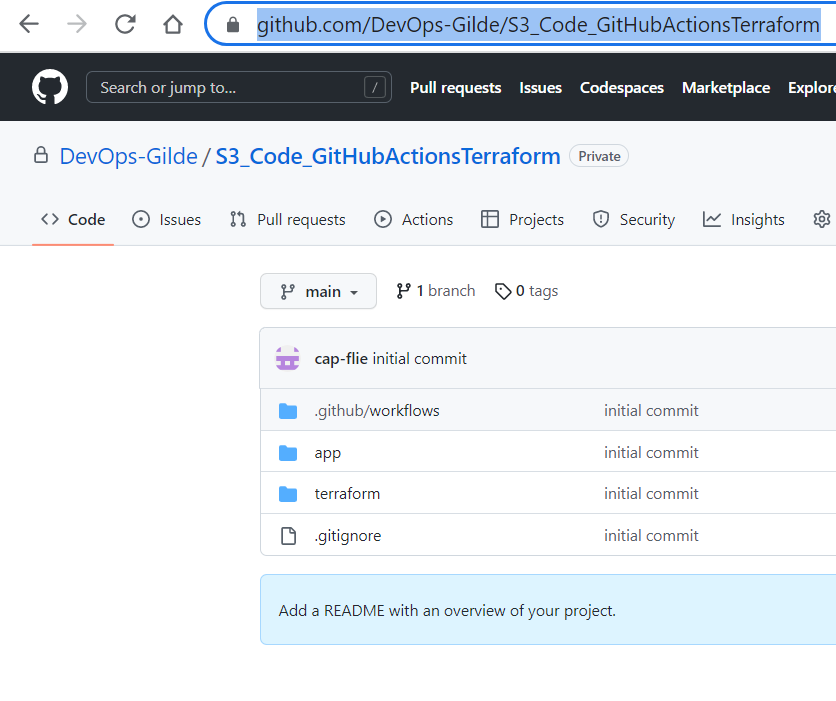 github.com/DevOps-Gilde/S3_Code_GitHubActionsTerraform
Search or jump to... / Pull requests Issues Codespaces Marketplace Explore
DevOps-Gilde / S3_Code_GitHubActionsTerraform Private
Code Issues Pull requests Actions Projects Security Insights
main 1 branch 0 tags
cap-flie initial commit
.github/workflows initial commit
app initial commit
terraform initial commit
.gitignore initial commit
Add a README with an overview of your project.